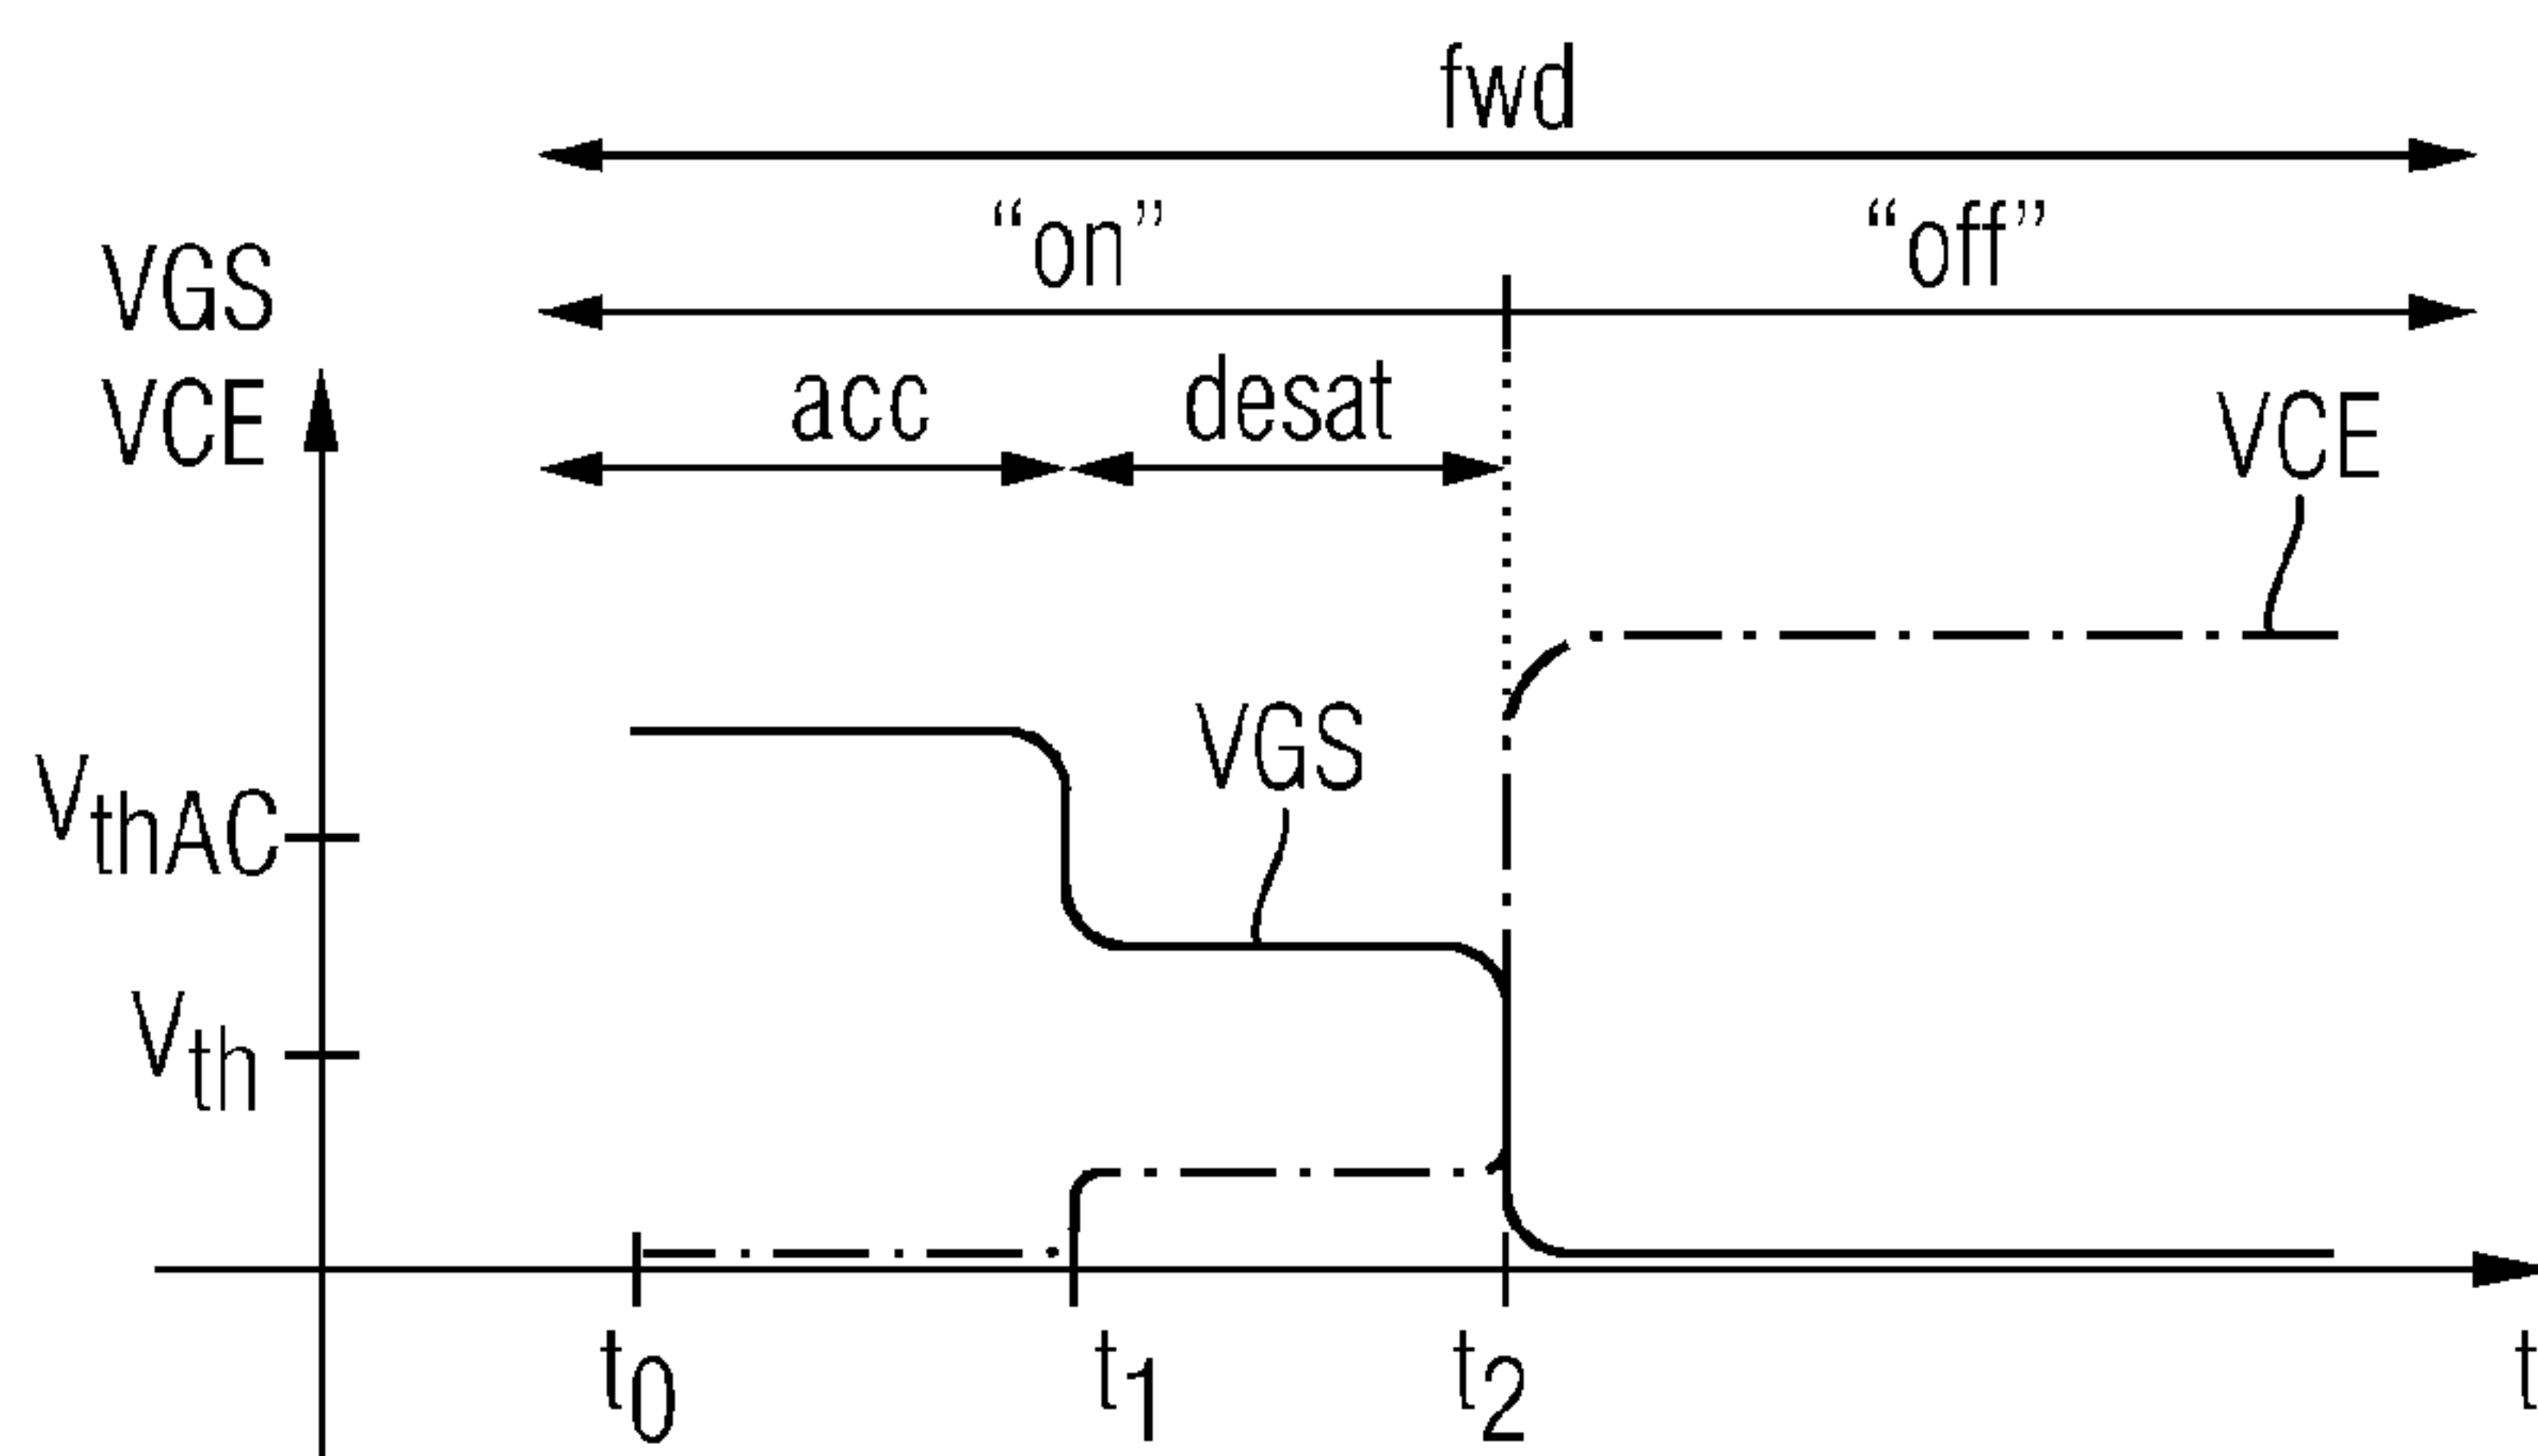 fwd
“on”
“off”
VGS
VCE
acc
desat
VCE
VGS
VthAC
Vth
t0
t1
t2
t